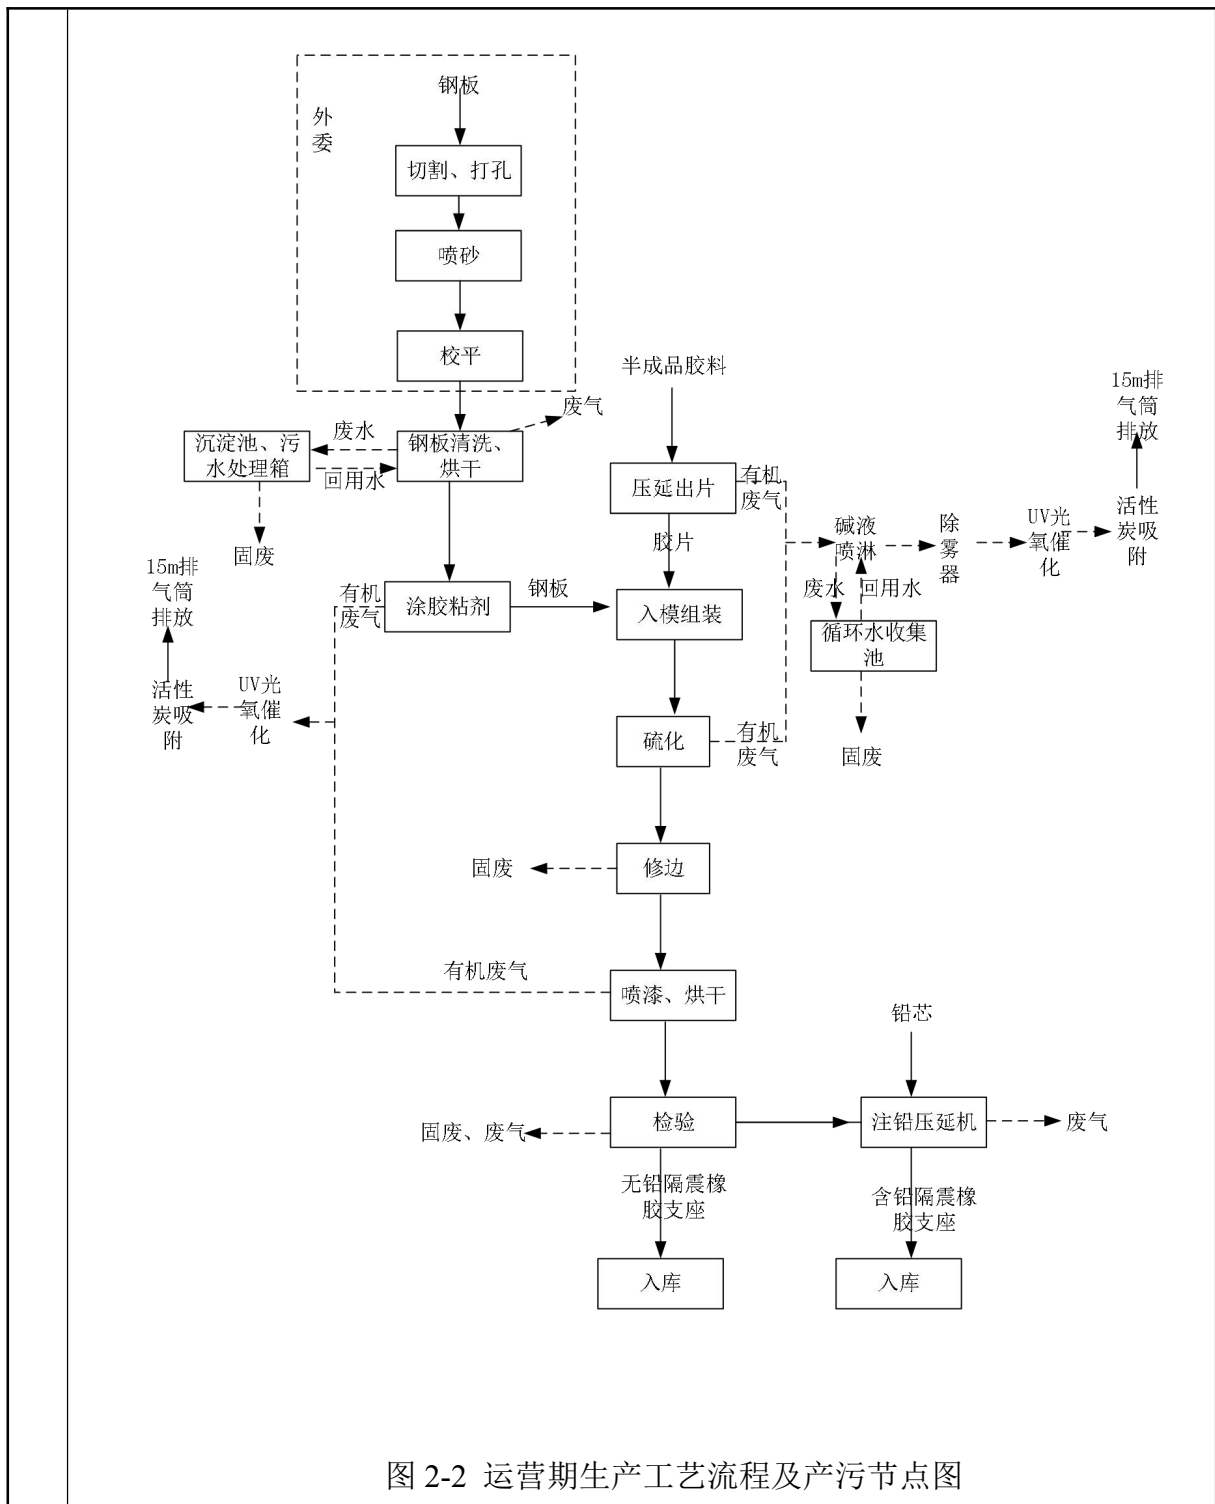 钢板
外
委
切割、打孔
喷砂
校平
半成品胶料
15m排
气筒
排放
废气
废水
沉淀池、污
水处理箱
钢板清洗、
烘干
回用水
固废
压延出片
有机
废气
胶片
碱液
喷淋
除
雾
器
UV光
氧催
化
活性
炭吸
附
废水
回用水
循环水收集
池
固废
15m排
气筒
排放
有机
废气
涂胶粘剂
钢板
入模组装
活性
炭吸
附
UV光
氧催
化
硫化
有机
废气
固废
修边
有机废气
喷漆、烘干
铅芯
固废、废气
检验
注铅压延机
废气
无铅隔震橡
胶支座
含铅隔震橡
胶支座
入库
入库
图 2-2 运营期生产工艺流程及产污节点图